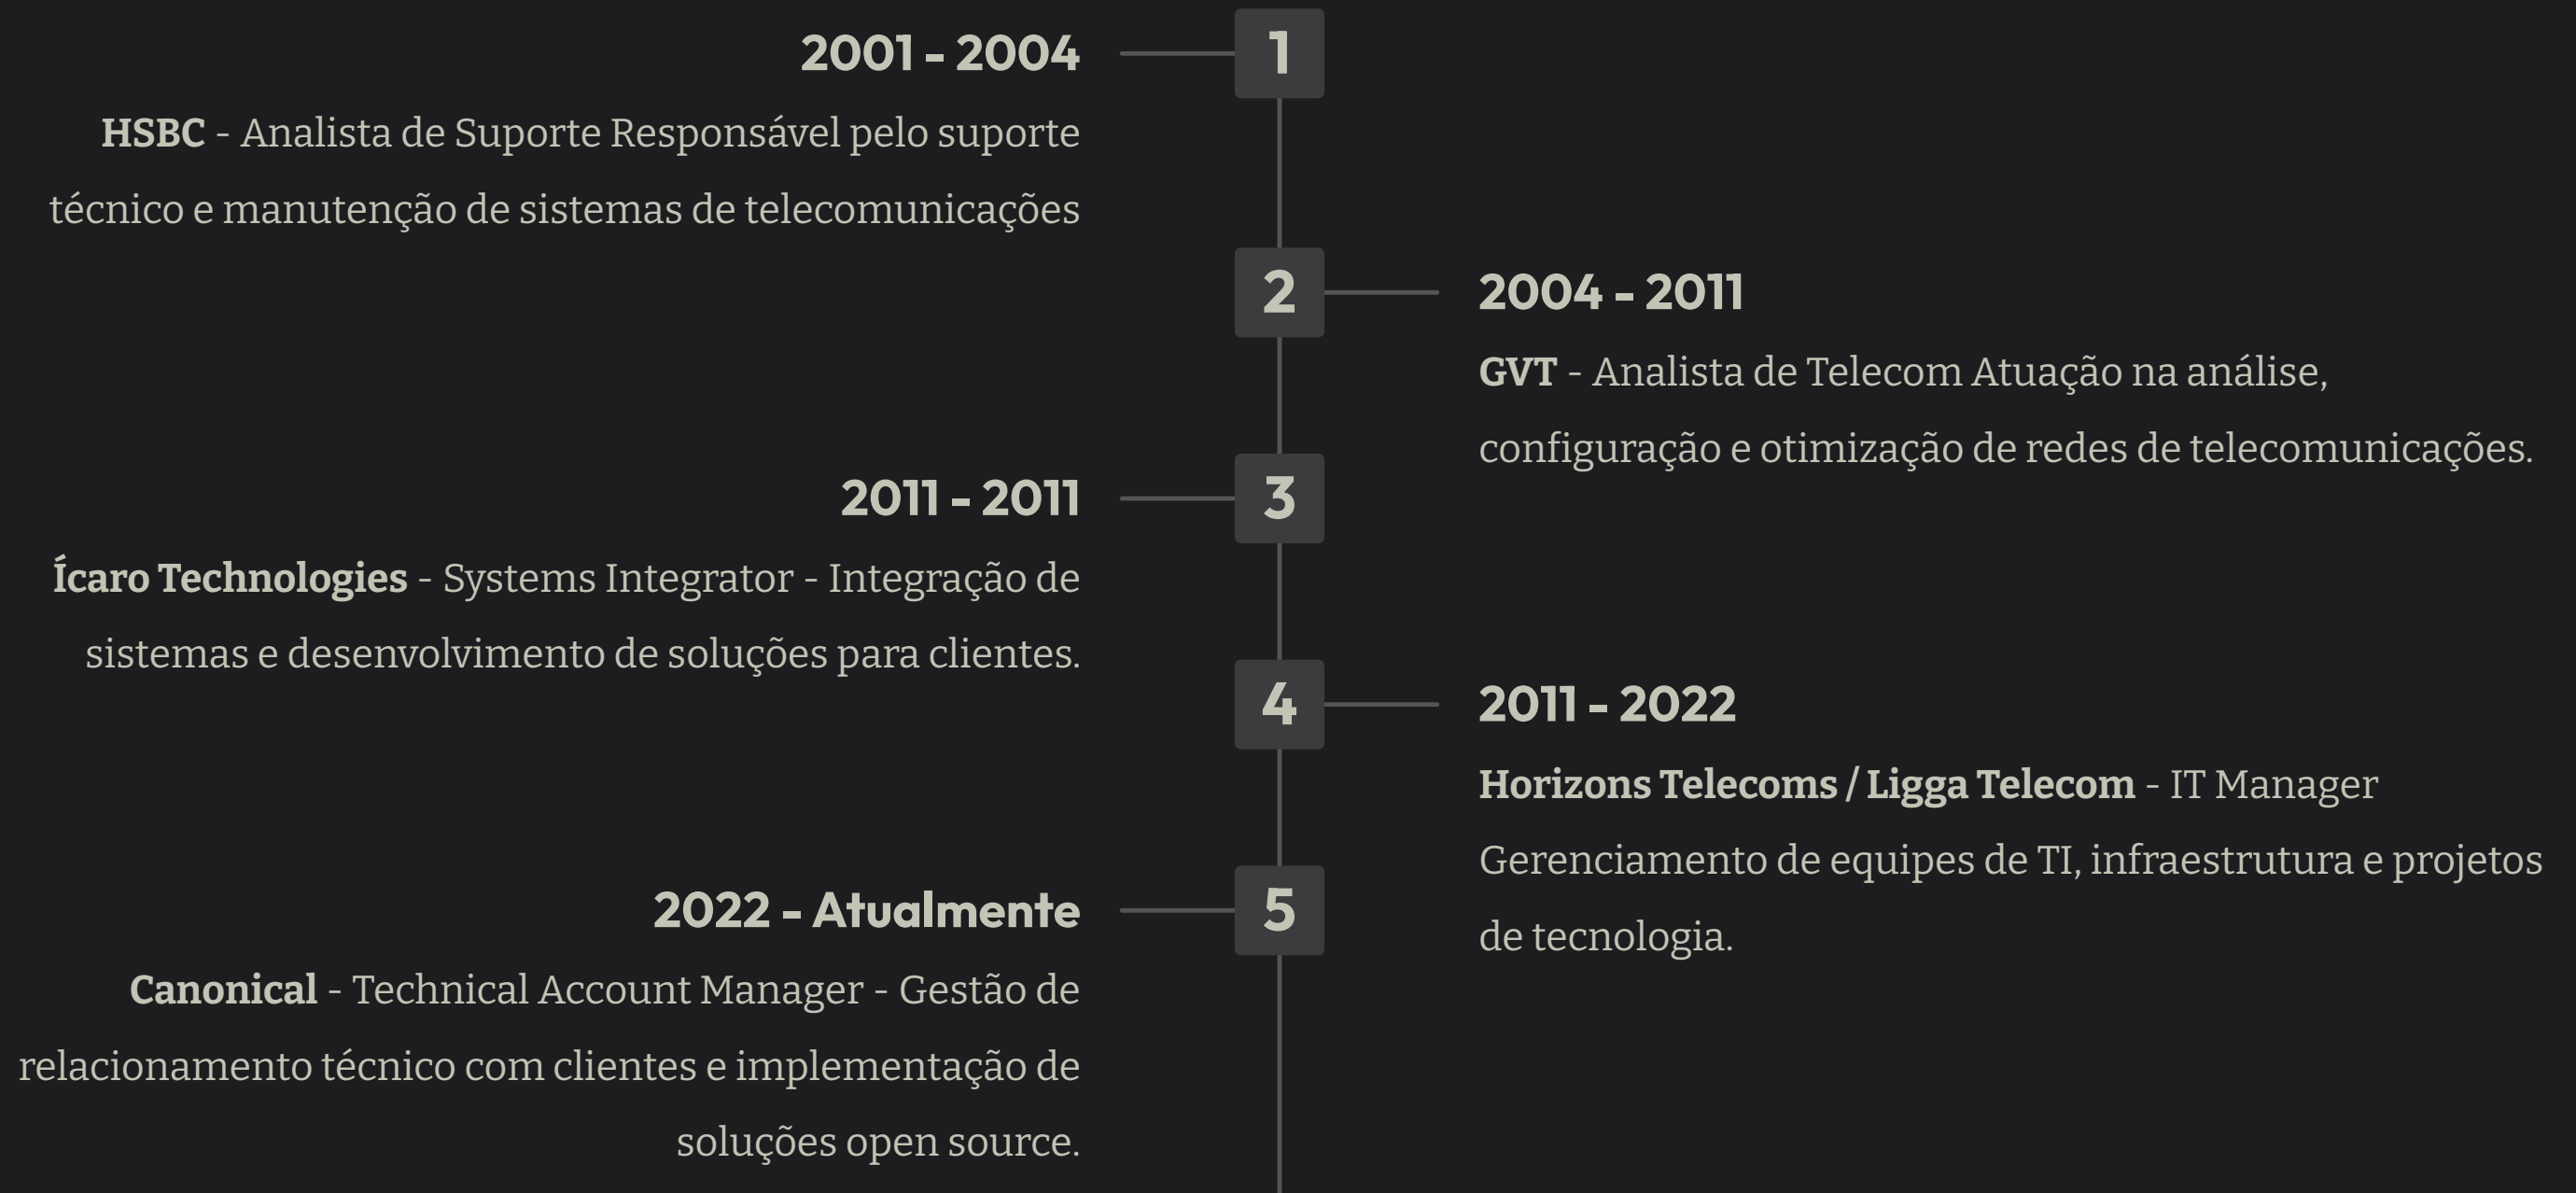 1
2001 - 2004
HSBC - Analista de Suporte Responsável pelo suporte
técnico e manutenção de sistemas de telecomunicações
2
2004 - 2011
GVT - Analista de Telecom Atuação na análise,
configuração e otimização de redes de telecomunicações.
3
2011 - 2011
Ícaro Technologies - Systems Integrator - Integração de
sistemas e desenvolvimento de soluções para clientes.
4
2011 - 2022
Horizons Telecoms / Ligga Telecom - IT Manager
Gerenciamento de equipes de TI, infraestrutura e projetos
de tecnologia.
5
2022 - Atualmente
Canonical - Technical Account Manager - Gestão de
relacionamento técnico com clientes e implementação de
soluções open source.